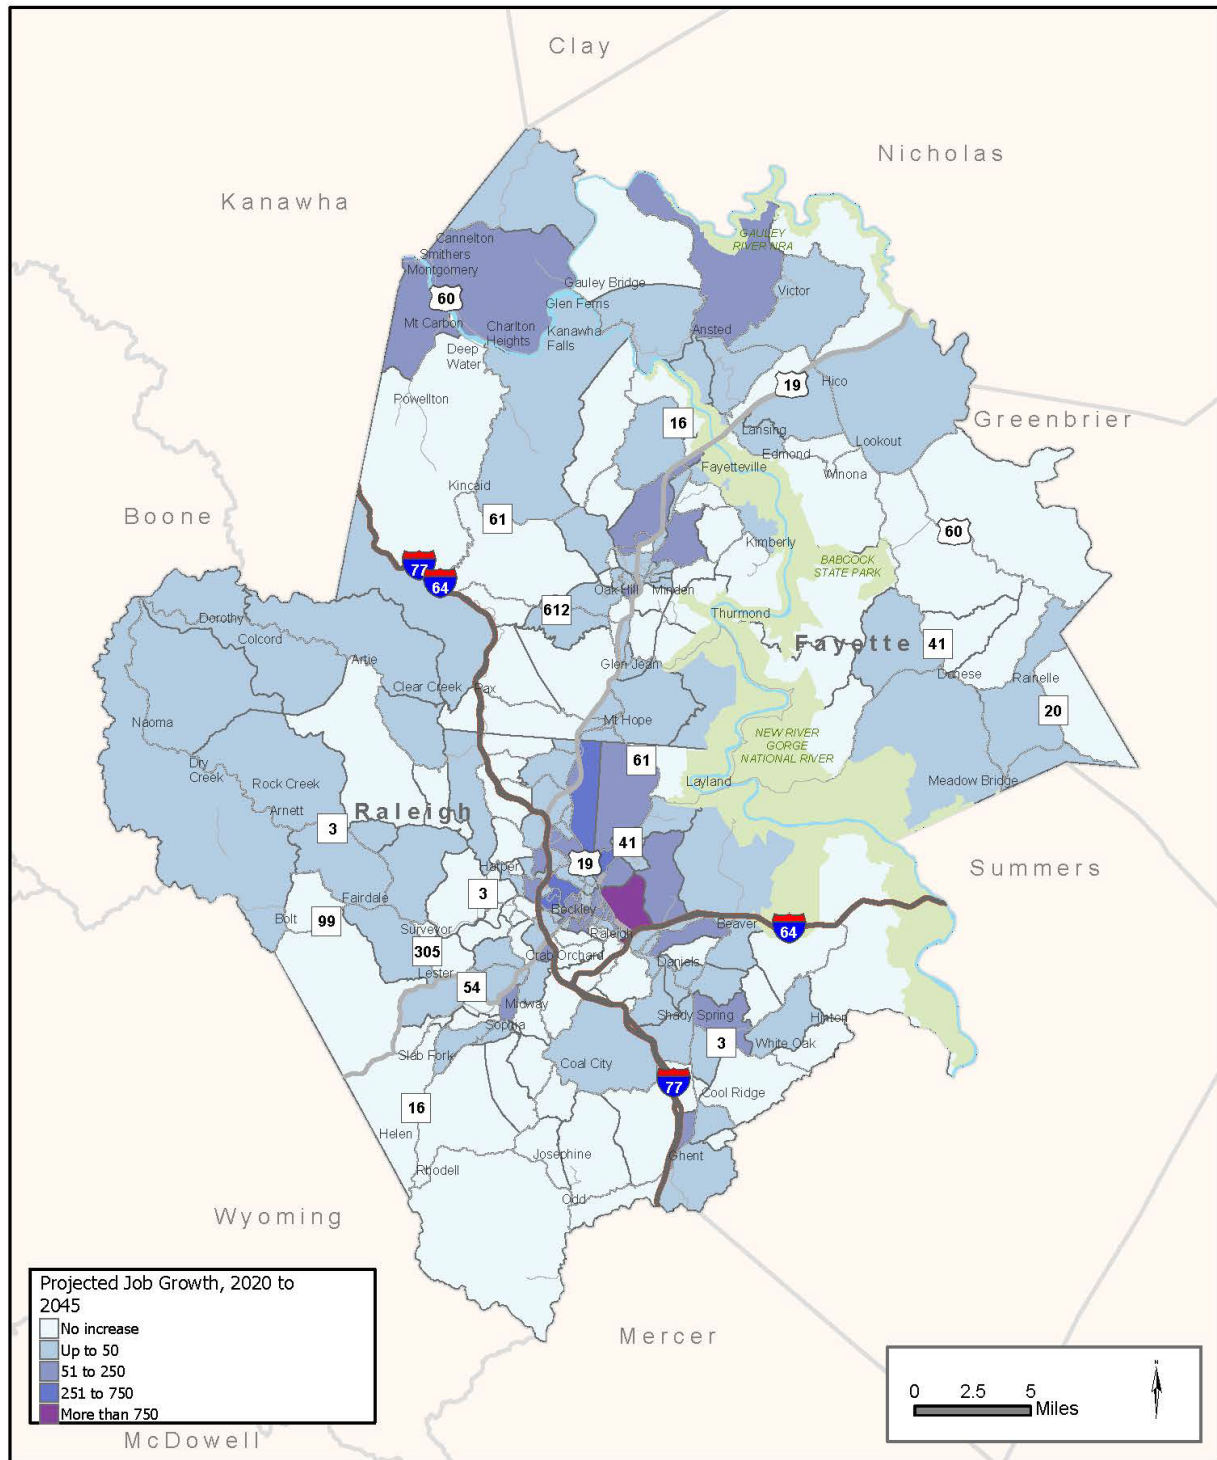 Clay
Nicholas
Kanawha
GAULEY
RIVER NRA
Cannelton
Smithers
Montgomery
Gauley Bridge
Victor
60
Glen Ferris
Mt Carbon
Charlton
Heights
Kanawha
Falls
Ansted
Deep
Water
19
Hico
Powellton
Greenbrier
16
Lansing
Lookout
Edmond
Fayetteville
Winona
Kincaid
61
Boone
60
Kimberly
BABCOCK
STATE PARK
77
64
Oak Hill
Minden
612
Thurmond
Dorothy
Colcord
Fayette
41
Artie
Glen Jean
Danese
Rainelle
Clear Creek
Pax
20
Naoma
Mt Hope
NEW RIVER
GORGE
NATIONAL RIVER
Dry
Creek
61
Rock Creek
Layland
Meadow Bridge
Arnett
Raleigh
3
41
19
Summers
Harper
3
Fairdale
Bolt
99
Beckley
Surveyor
Raleigh
Beaver
64
305
Crab Orchard
Daniels
Lester
54
Midway
Sophia
Shady Spring
Hinton
3
White Oak
Slab Fork
Coal City
77
Cool Ridge
16
Helen
Josephine
Ghent
Rhodell
Odd
Wyoming
Projected Job Growth, 2020 to
2045
No increase
Up to 50
51 to 250
251 to 750
More than 750
Mercer
N
0 2.5 5
Miles
McDowell